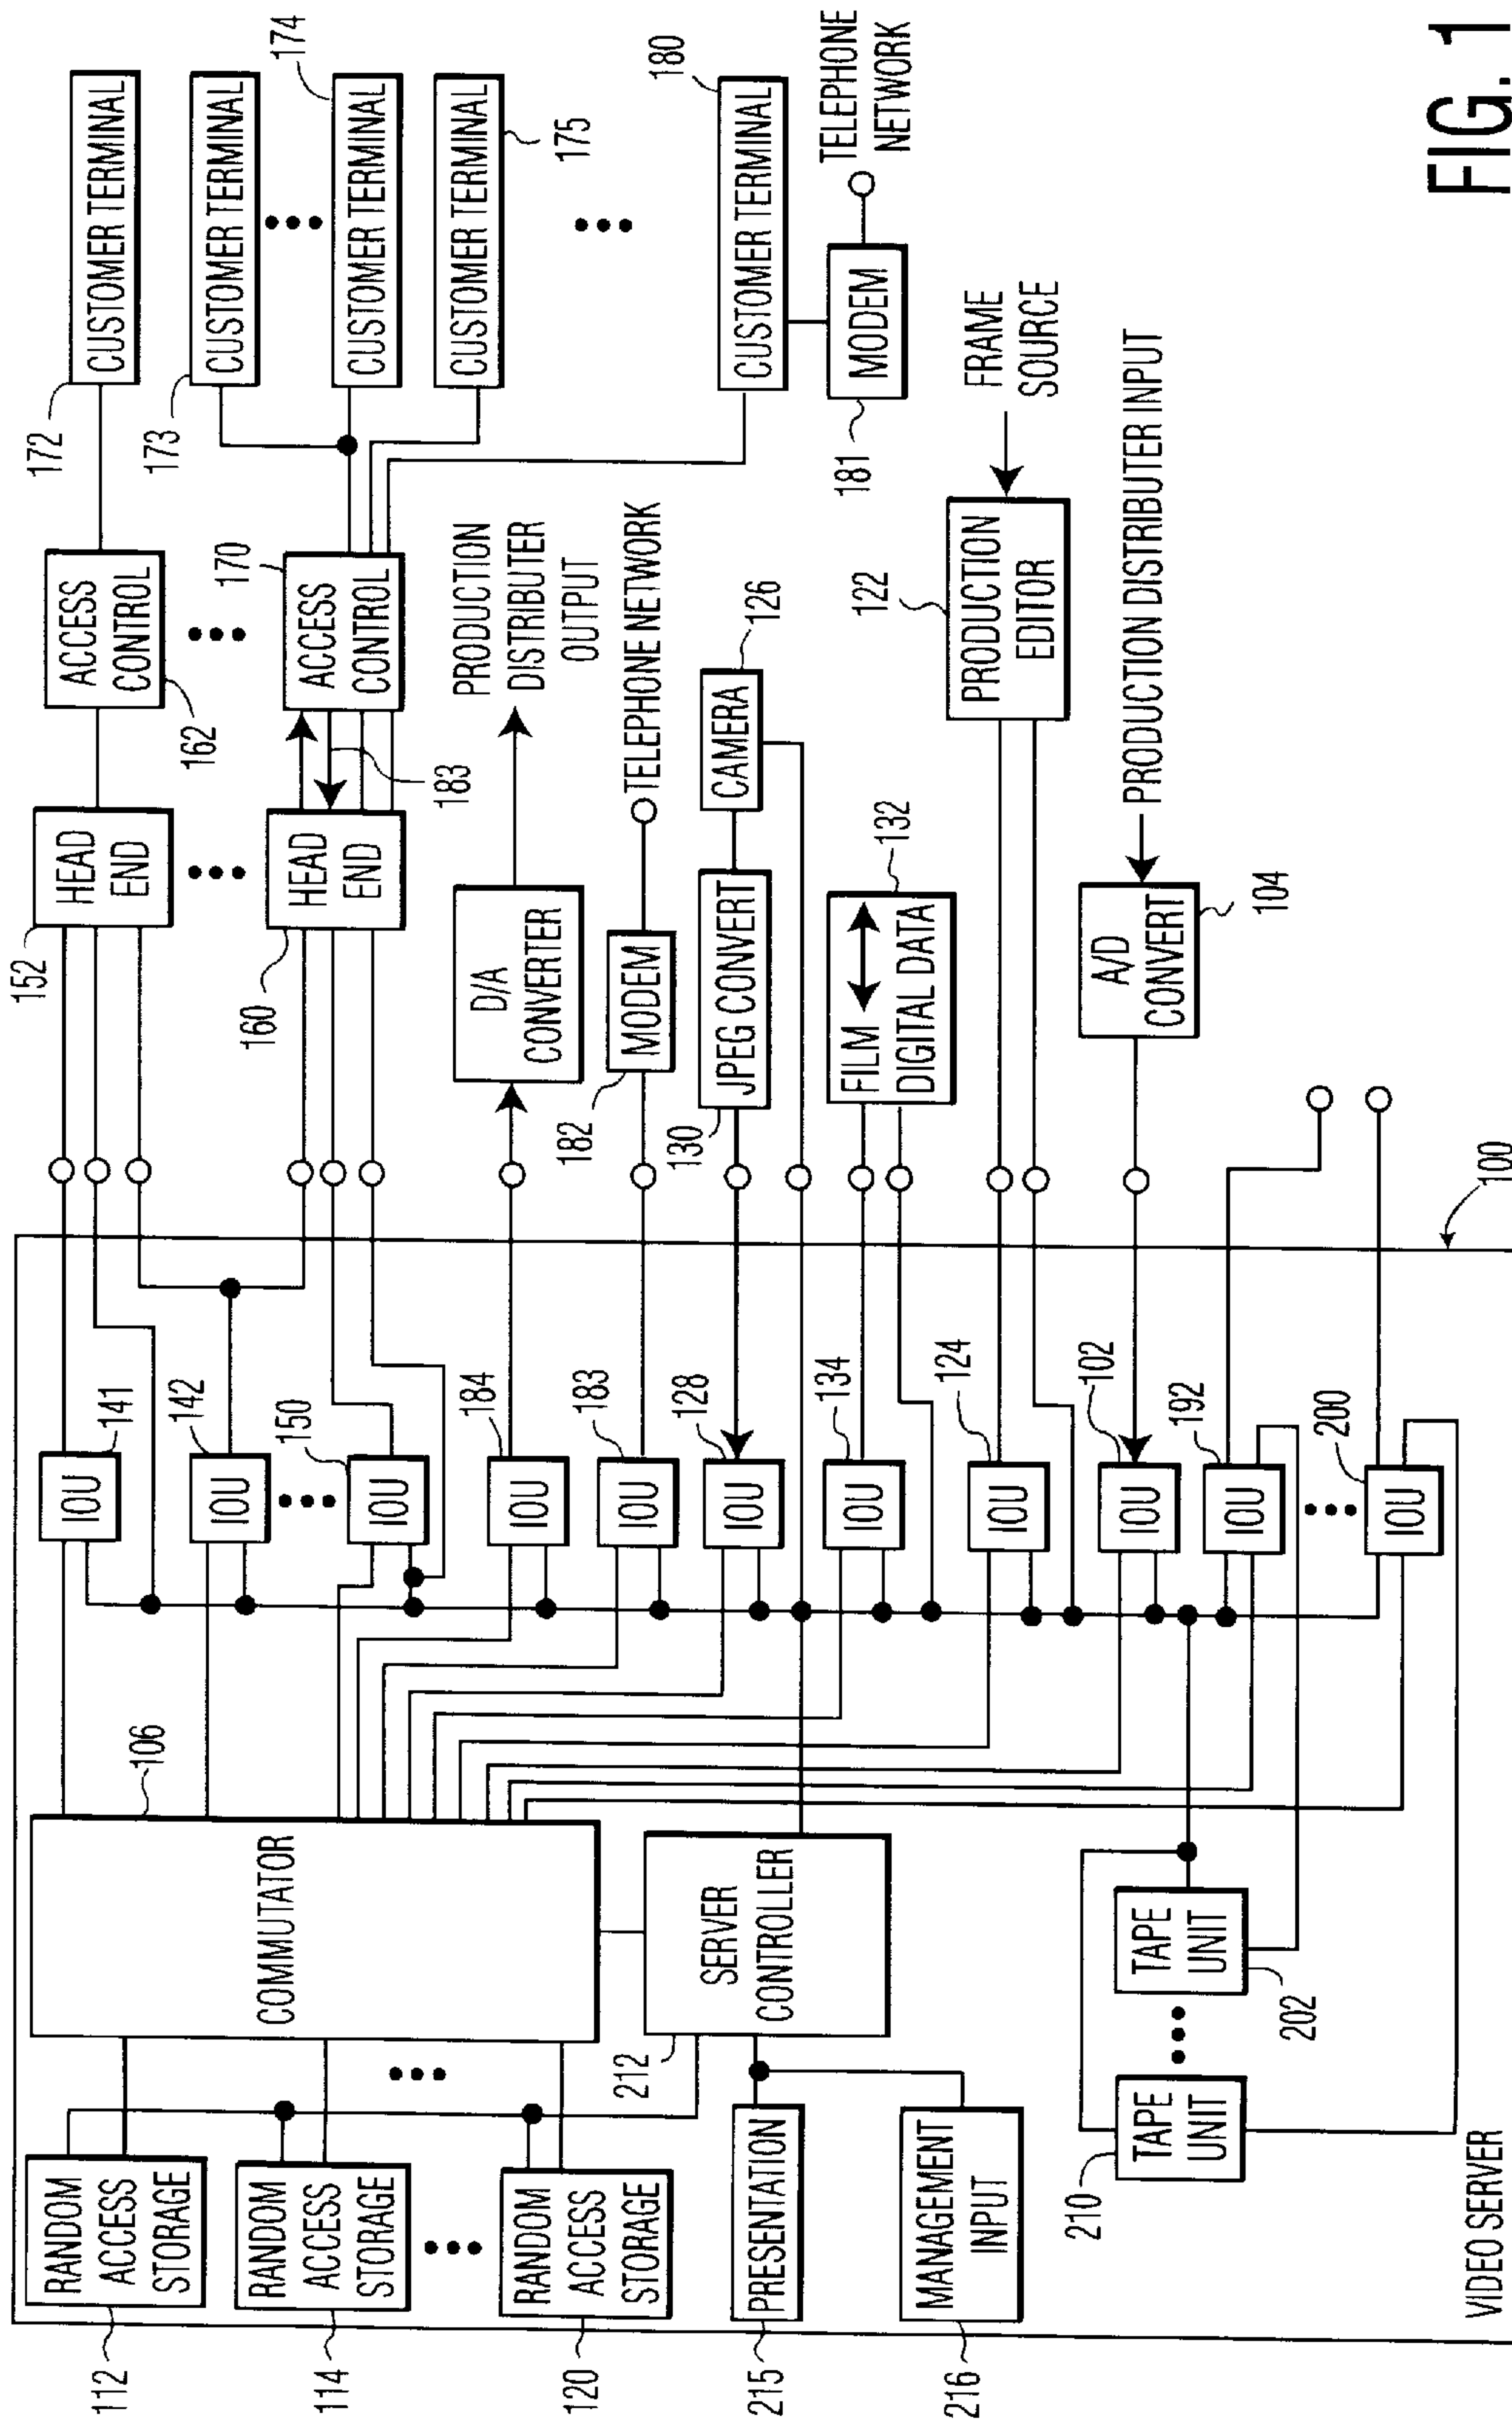 FIG. 1
172
CUSTOMER TERMINAL
173
CUSTOMER TERMINAL
CUSTOMER TERMINAL
174
CUSTOMER TERMINAL
175
CUSTOMER TERMINAL
180
MODEM
181
TELEPHONE
NETWORK
ACCESS
CONTROL
162
ACCESS
CONTROL
170
183
152
HEAD
END
160
HEAD
END
D/A
CONVERTER
PRODUCTION
DISTRIBUTER
OUTPUT
182
MODEM
TELEPHONE NETWORK
130
JPEG CONVERT
CAMERA
126
FILM
DIGITAL DATA
132
122
PRODUCTION
EDITOR
FRAME
SOURCE
A/D
CONVERT
104
PRODUCTION DISTRIBUTER INPUT
IOU
141
IOU
142
IOU
150
IOU
184
IOU
183
IOU
128
IOU
134
IOU
124
IOU
102
IOU
192
IOU
200
100
COMMUTATOR
106
SERVER
CONTROLLER
212
TAPE
UNIT
202
TAPE
UNIT
210
RANDOM
ACCESS
STORAGE
112
RANDOM
ACCESS
STORAGE
114
RANDOM
ACCESS
STORAGE
120
PRESENTATION
215
MANAGEMENT
INPUT
216
VIDEO SERVER